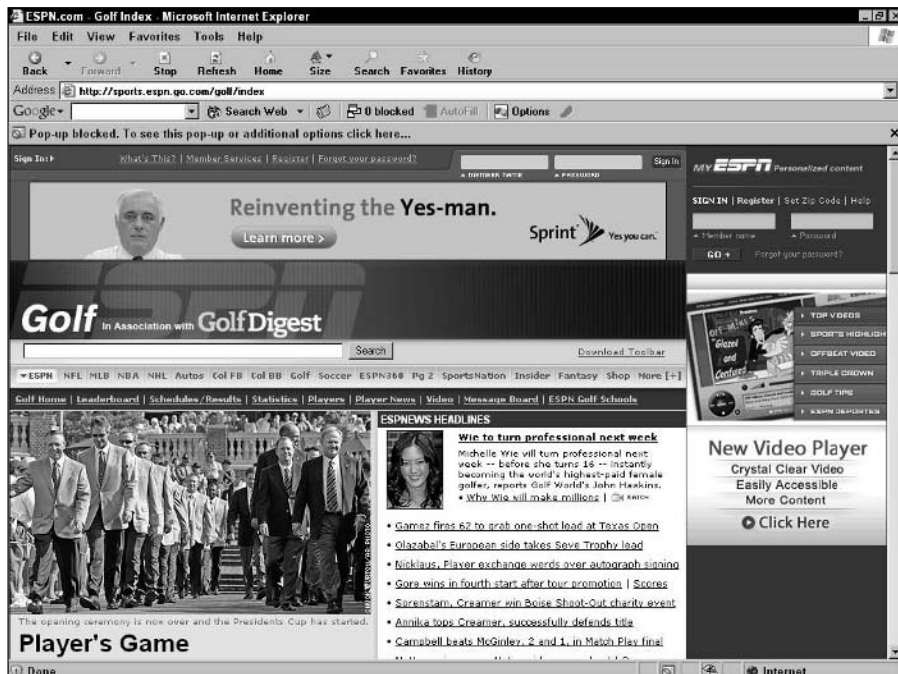 ESPN.com - Golf Index - Microsoft Internet Explorer
File Edit View Favorites Tools Help
Back Forward Stop Refresh Home Size Search Favorites History
Address http://sports.espn.go.com/golf/index
Google Search Web 0 blocked AutoFill Options
Pop-up blocked. To see this pop-up or additional options click here...
Sign In: What's This? | Member Services | Register | Forgot your password? Sign In
MEMBER NAME PASSWORD
MY ESPN Personalized content
SIGN IN | Register | Set Zip Code | Help
Member name Password
GO Forgot your password?
Reinventing the Yes-man.
Learn more >
Sprint Yes you can.
ESPN
Golf In Association with GolfDigest
Search Download Toolbar
ESPN NFL MLB NBA NHL Autos Col FB Col BB Golf Soccer ESPN360 Pg 2 SportsNation Insider Fantasy Shop More [+]
Golf Home | Leaderboard | Schedules/Results | Statistics | Players | Player News | Video | Message Board | ESPN Golf Schools
OFF-MIKES
"Glazed and Confused
TOP VIDEOS
SPORTS HIGHLIGH
OFFBEAT VIDEO
TRIPLE CROWN
GOLF TIPS
ESPN DEPORTES
New Video Player
Crystal Clear Video
Easily Accessible
More Content
Click Here
The opening ceremony is now over and the Presidents Cup has started.
Player's Game
ESPNEWS HEADLINES
Wie to turn professional next week
Michelle Wie will turn professional next
week -- before she turns 16 -- instantly
becoming the world's highest-paid female
golfer, reports Golf World's John Hawkins.
• Why Wie will make millions | WATCH
• Gamez fires 62 to grab one-shot lead at Texas Open
• Olazabal's European side takes Seve Trophy lead
• Nicklaus, Player exchange words over autograph signing
• Gore wins in fourth start after tour promotion | Scores
• Sorenstam, Creamer win Boise Shoot-Out charity event
• Annika tops Creamer, successfully defends title
• Campbell beats McGinley, 2 and 1, in Match Play final
Done Internet